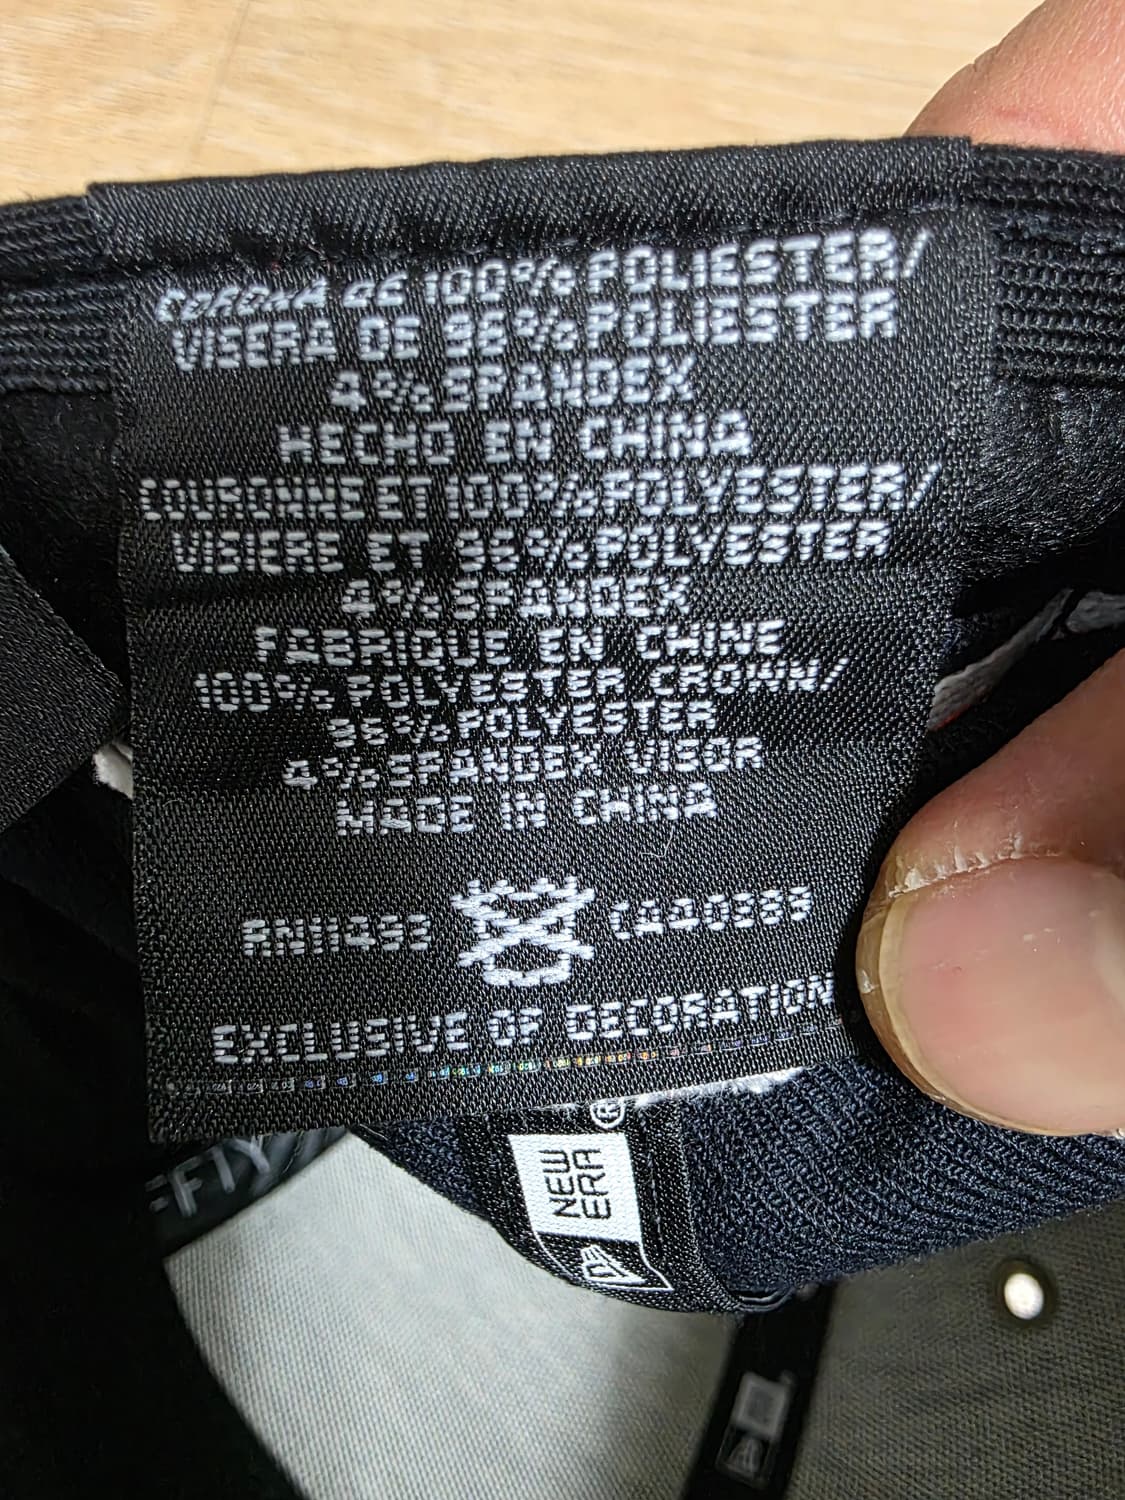 CORONA DE 100% POLIESTER/
VISERA DE 96% POLIESTER
4% SPANDEX
HECHO EN CHINA
COURONNE ET 100% POLYESTER/
VISIERE ET 96% POLYESTER
4% SPANDEX
FABRIQUE EN CHINE
100% POLYESTER CROWN/
96% POLYESTER
4% SPANDEX VISOR
MADE IN CHINA
RN11493 CA40885
EXCLUSIVE OF DECORATION
NEW
ERA
®
FIFTY